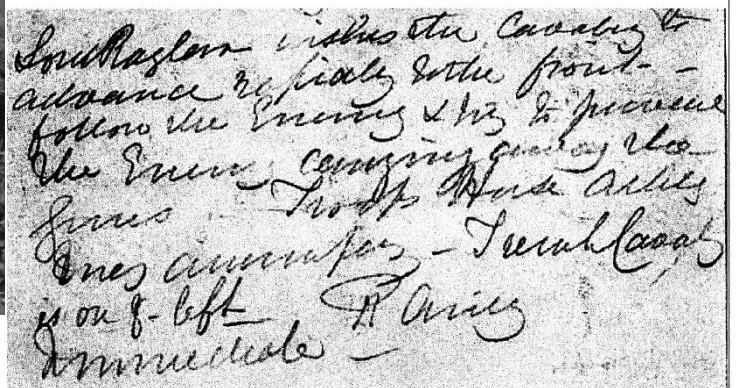 Lord Raglan wishes the Cavalry to
advance rapidly to the front –
follow the Enemy & try to prevent
the Enemy carrying away the
guns Troop Horse Artillery
may accompany – French Cavalry
is on yr left R Airey
Immediate –